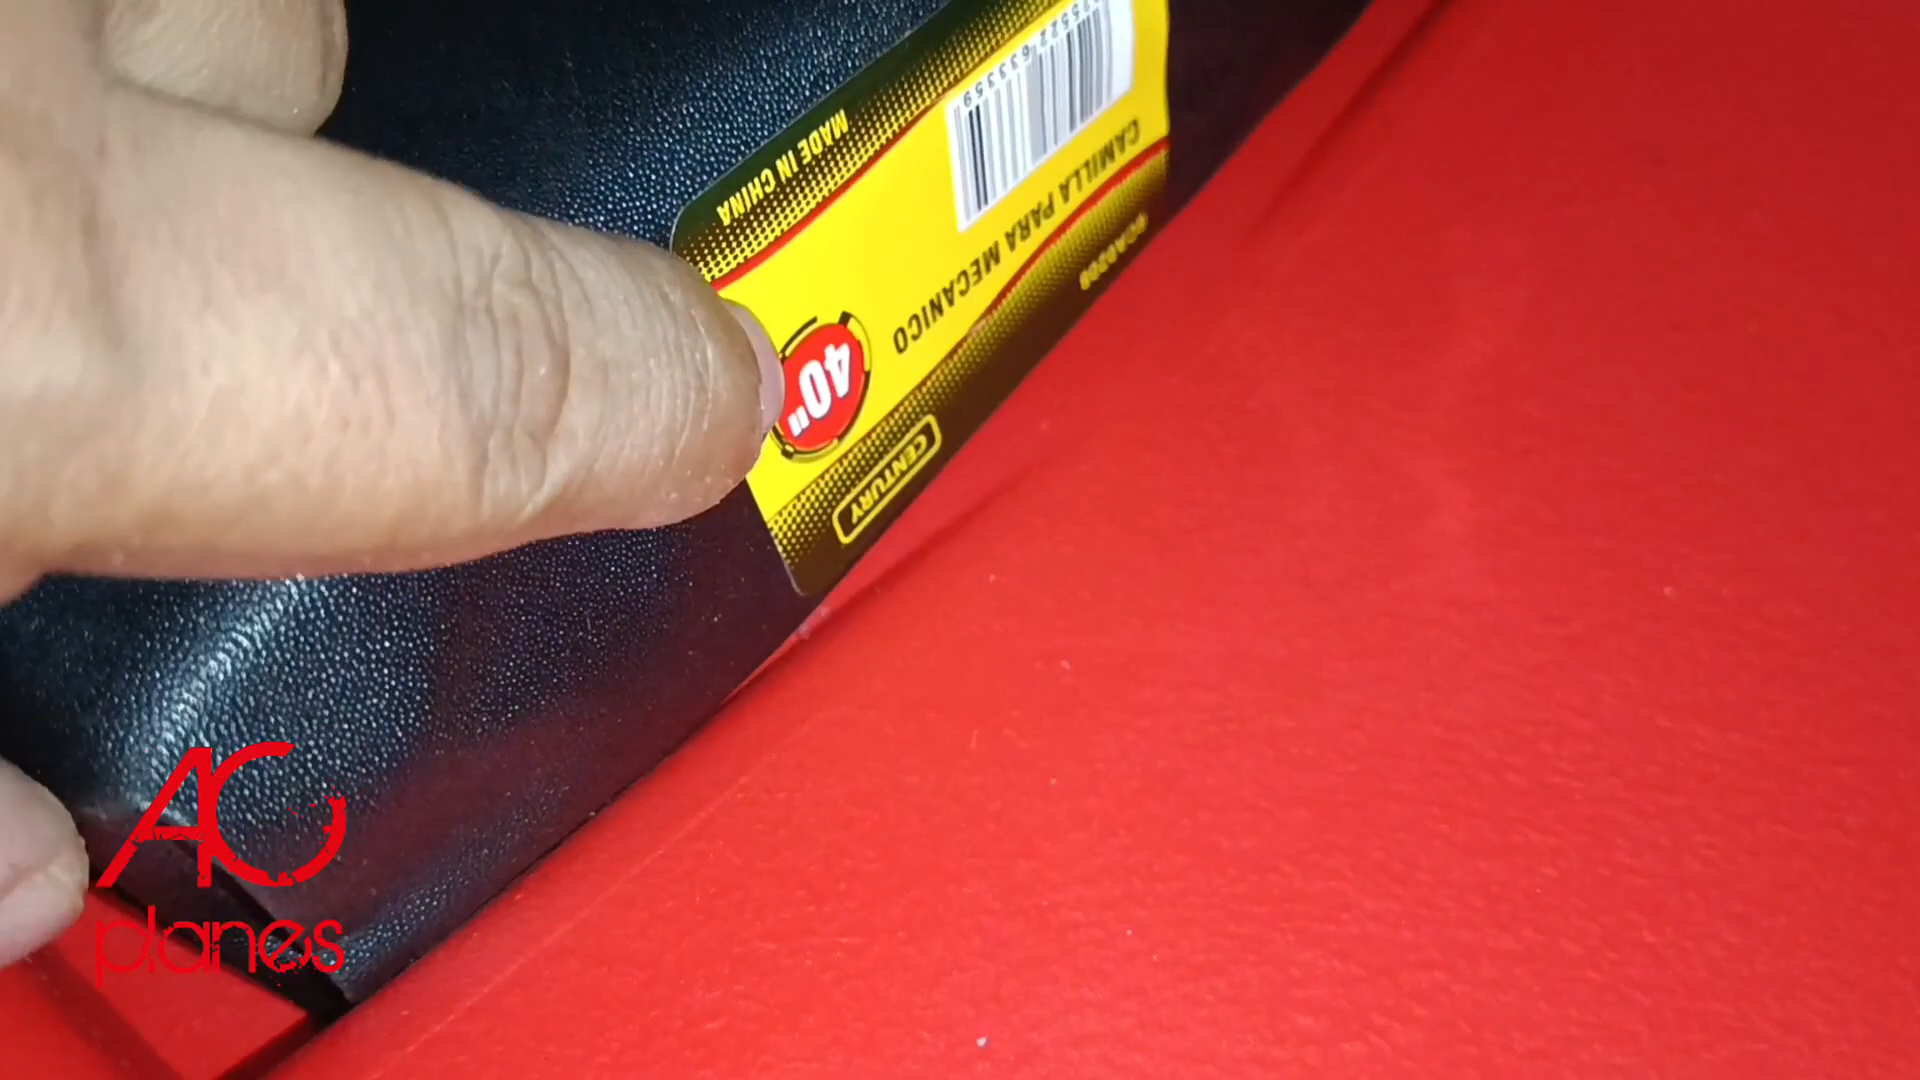 CENTURY
40"
CAMILLA PARA MECANICO
MADE IN CHINA
AC
planes